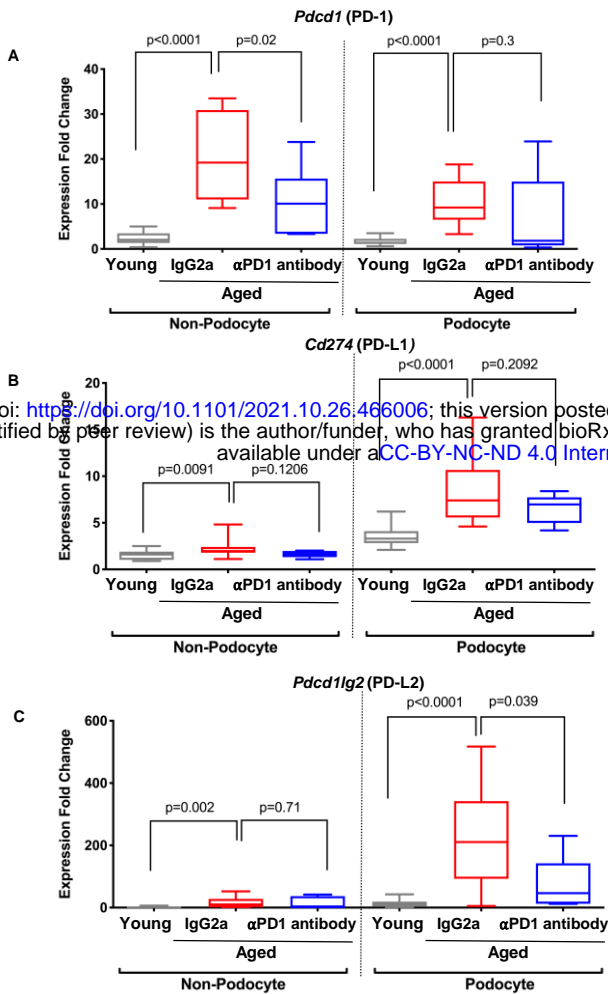 Pdcd1 (PD-1)
A
p<0.0001 p=0.02 p<0.0001 p=0.3
Expression Fold Change
40
30
20
10
0
Young IgG2a αPD1 antibody Young IgG2a αPD1 antibody
Aged Aged
Non-Podocyte Podocyte
Cd274 (PD-L1)
B
p<0.0001 p=0.2092
Expression Fold Change
20
oi: https://doi.org/10.1101/2021.10.26.466006; this version posted
tified by peer review) is the author/funder, who has granted bioRx
available under aCC-BY-NC-ND 4.0 Intern
p=0.0091 p=0.1206
15
10
5
0
Young IgG2a αPD1 antibody Young IgG2a αPD1 antibody
Aged Aged
Non-Podocyte Podocyte
Pdcd1lg2 (PD-L2)
C
p<0.0001 p=0.039
p=0.002 p=0.71
Expression Fold Change
600
400
200
0
Young IgG2a αPD1 antibody Young IgG2a αPD1 antibody
Aged Aged
Non-Podocyte Podocyte